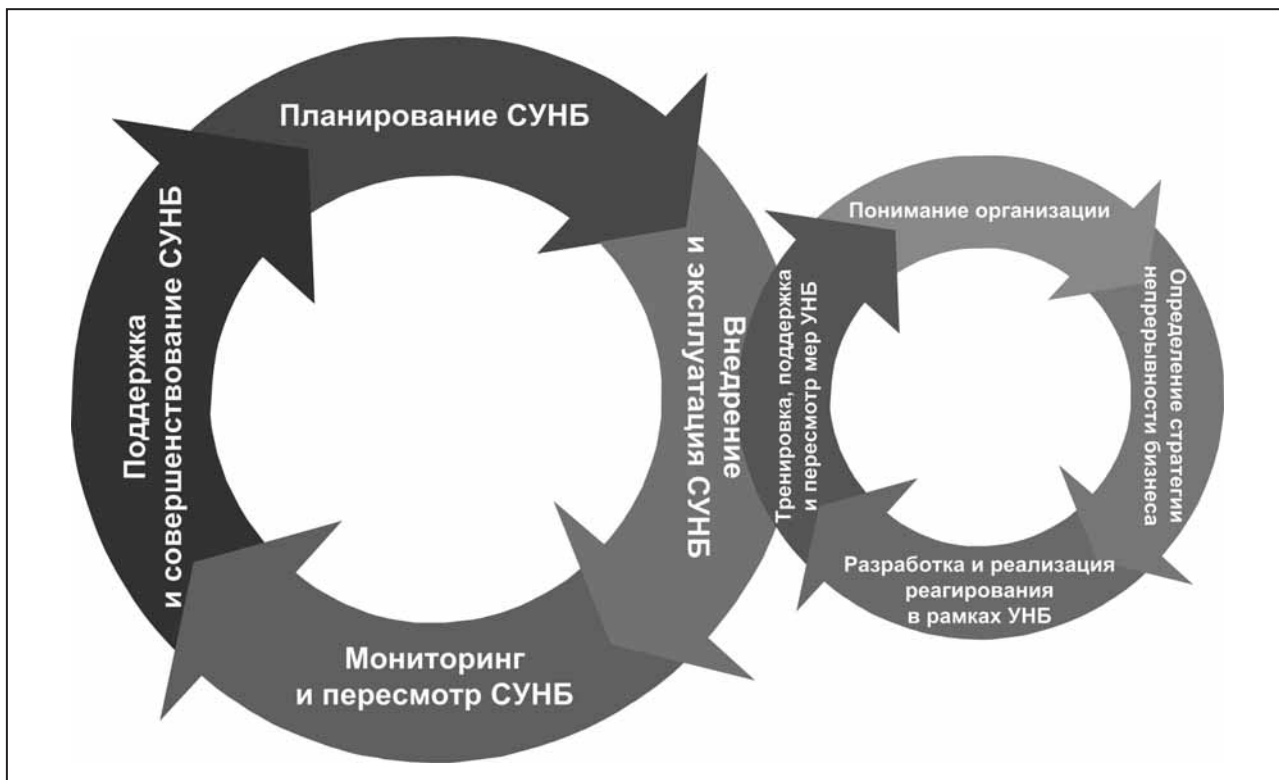 Планирование СУНБ
Внедрение
и эксплуатация СУНБ
Мониторинг
и пересмотр СУНБ
Поддержка
и совершенствование СУНБ
Понимание организации
Определение стратегии
непрерывности бизнеса
Разработка и реализация
реагирования
в рамках УНБ
Тренировка, поддержка
и пересмотр мер УНБ